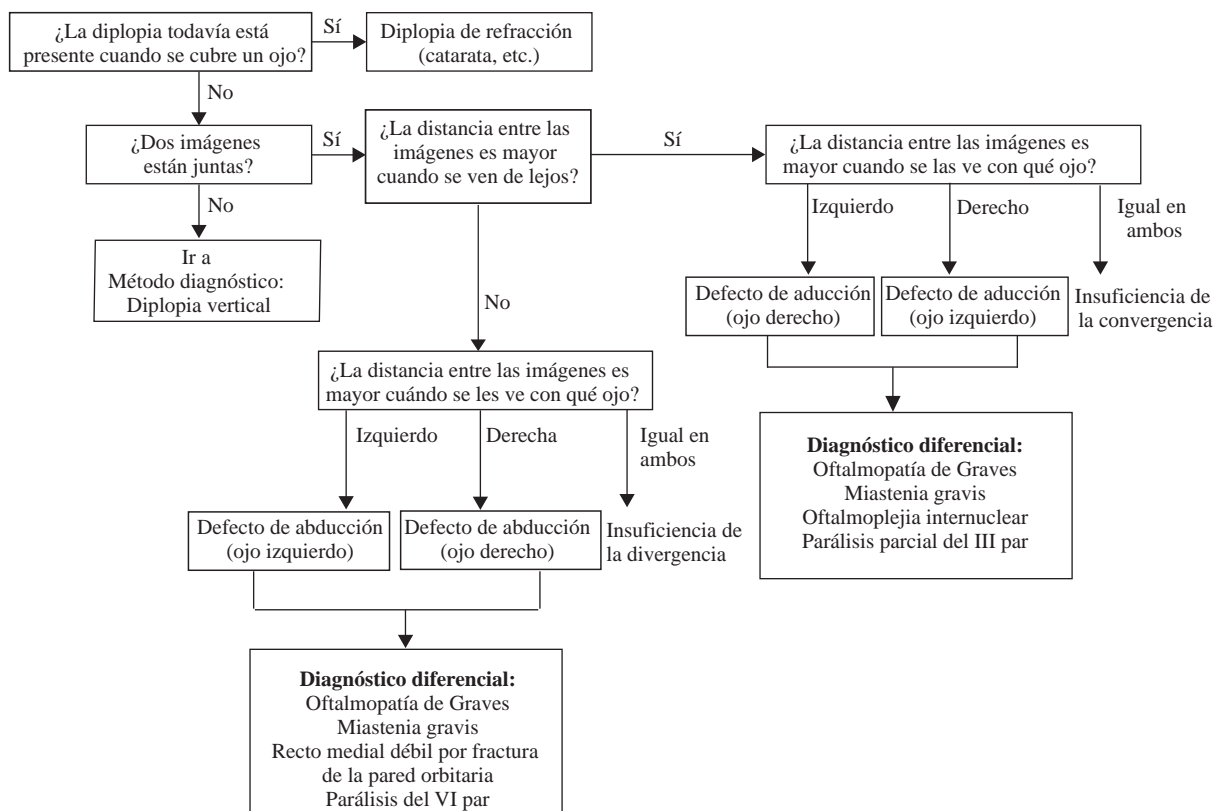 ¿La diplopia todavía está
presente cuando se cubre un ojo?
Sí
Diplopia de refracción
(catarata, etc.)
No
¿Dos imágenes
están juntas?
Sí
¿La distancia entre las
imágenes es mayor
cuando se ven de lejos?
Sí
¿La distancia entre las imágenes es
mayor cuando se las ve con qué ojo?
No
Ir a
Método diagnóstico:
Diplopia vertical
Izquierdo
Derecho
Igual en
ambos
Defecto de aducción
(ojo derecho)
Defecto de aducción
(ojo izquierdo)
Insuficiencia de
la convergencia
No
¿La distancia entre las imágenes es
mayor cuándo se les ve con qué ojo?
Izquierdo
Derecha
Igual en
ambos
Defecto de abducción
(ojo izquierdo)
Defecto de abducción
(ojo derecho)
Insuficiencia de
la divergencia
Diagnóstico diferencial:
Oftalmopatía de Graves
Miastenia gravis
Oftalmoplejia internuclear
Parálisis parcial del III par
Diagnóstico diferencial:
Oftalmopatía de Graves
Miastenia gravis
Recto medial débil por fractura
de la pared orbitaria
Parálisis del VI par